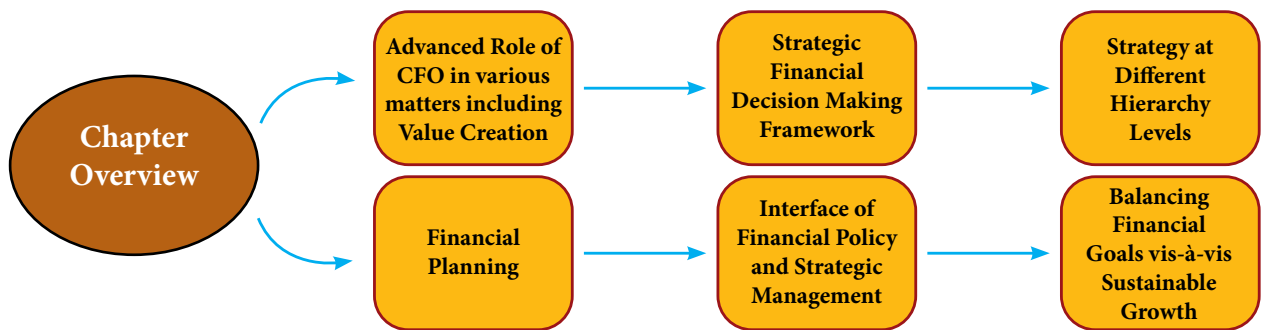 Chapter
Overview
Advanced Role of
CFO in various
matters including
Value Creation
Strategic
Financial
Decision Making
Framework
Strategy at
Different
Hierarchy
Levels
Financial
Planning
Interface of
Financial Policy
and Strategic
Management
Balancing
Financial
Goals vis-à-vis
Sustainable
Growth